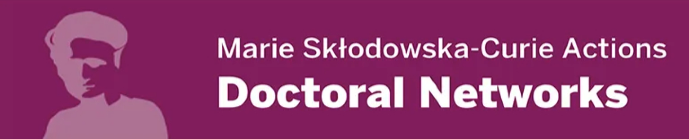 Marie Skłodowska-Curie Actions
Doctoral Networks